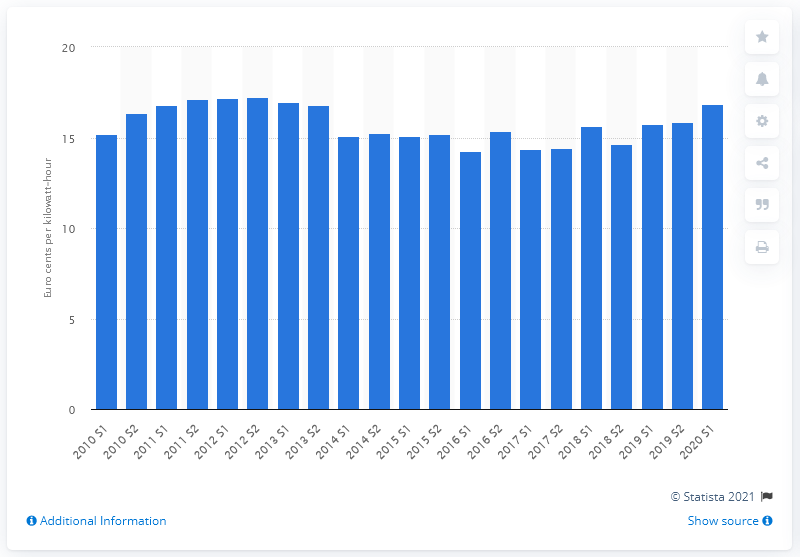 20
15
10
5
0
Euro cents per kilowatt-hour
2010 S1
2010 S2
2011 S1
2011 S2
2012 S1
2012 S2
2013 S1
2013 S2
2014 S1
2014 S2
2015 S1
2015 S2
2016 S1
2016 S2
2017 S1
2017 S2
2018 S1
2018 S2
2019 S1
2019 S2
2020 S1
© Statista 2021
Additional Information
Show source